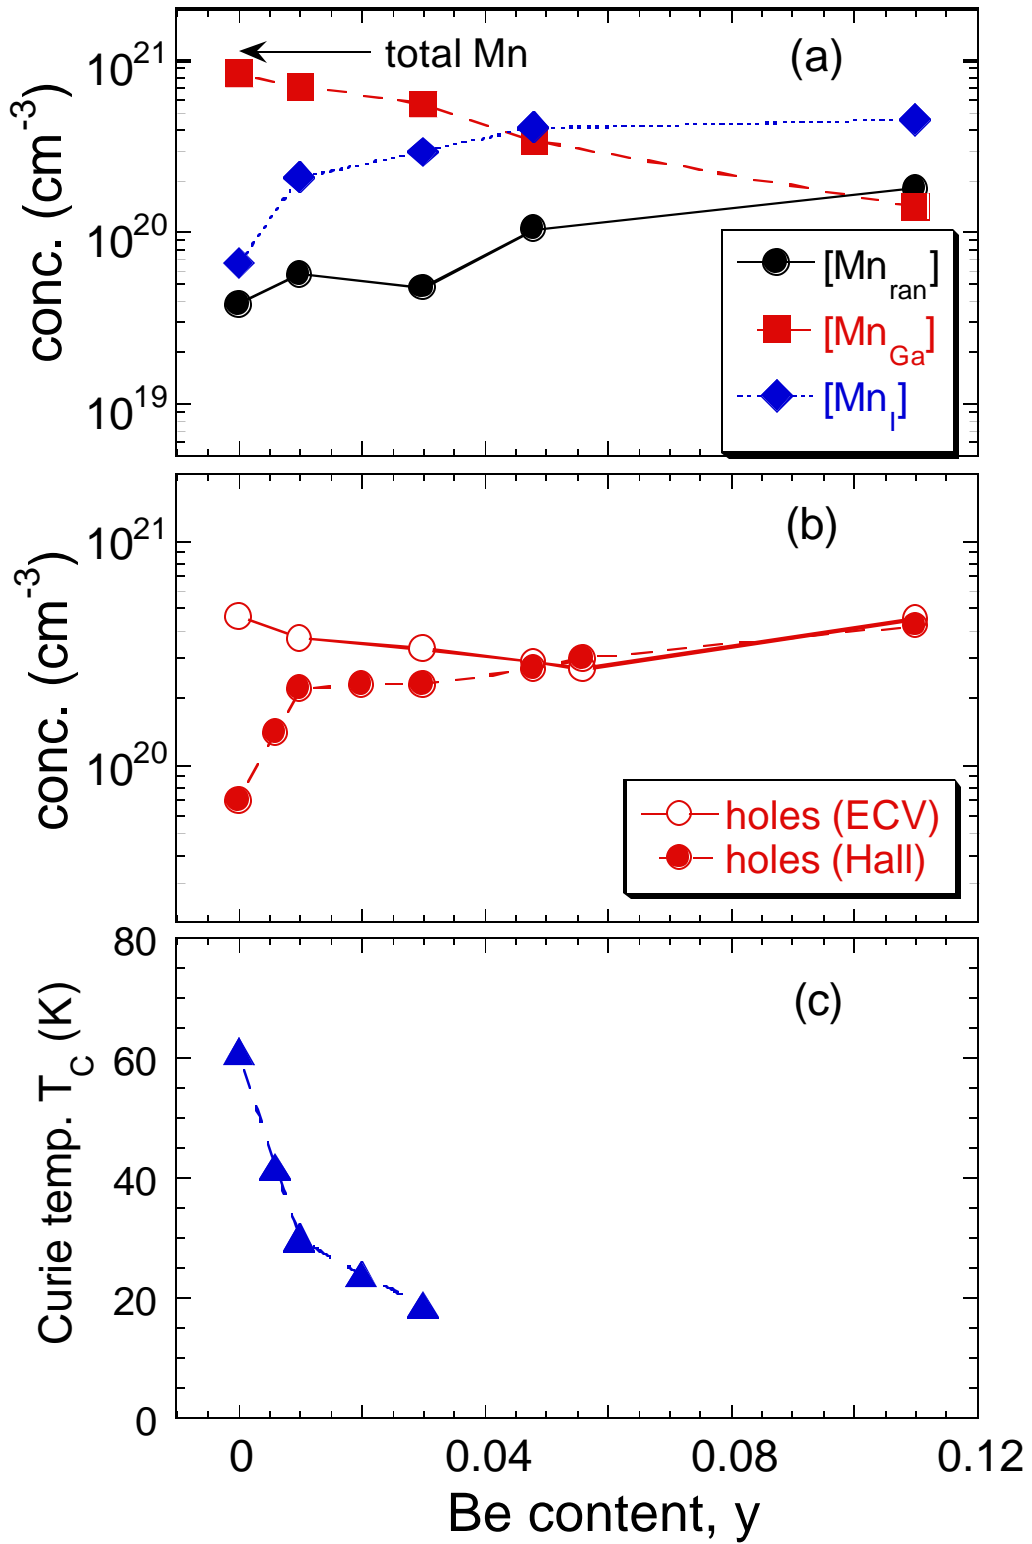 total Mn
(a)
10^21
10^20
10^19
conc. (cm^-3)
[Mn_ran]
[Mn_Ga]
[Mn_I]
(b)
10^21
10^20
conc. (cm^-3)
holes (ECV)
holes (Hall)
(c)
80
60
40
20
0
Curie temp. T_C (K)
0 0.04 0.08 0.12
Be content, y